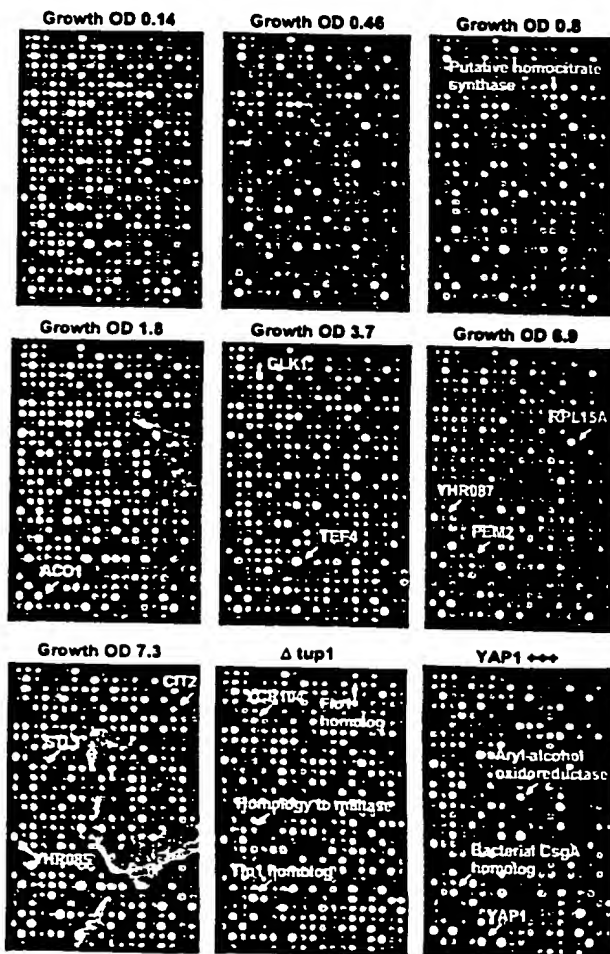 Growth OD 0.14
Growth OD 0.46
Growth OD 0.8
Putative homocitrate
synthase
Growth OD 1.8
Growth OD 3.7
Growth OD 6.9
GLK1
RPL15A
YHR087
TEF4
PEM2
ACO1
Growth OD 7.3
Δ tup1
YAP1 +++
CIT2
YCR104
Flo1
homolog
Aryl-alcohol
oxidoreductase
Homology to maltase
YHR085
Bacterial CsgA
homolog
Tip1 homolog
YAP1